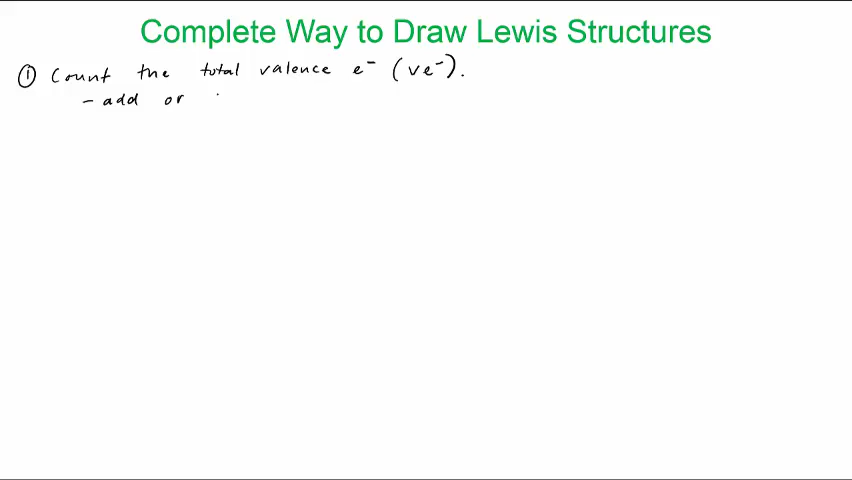 Complete Way to Draw Lewis Structures
① Count the total valence e⁻ (ve⁻).
- add or